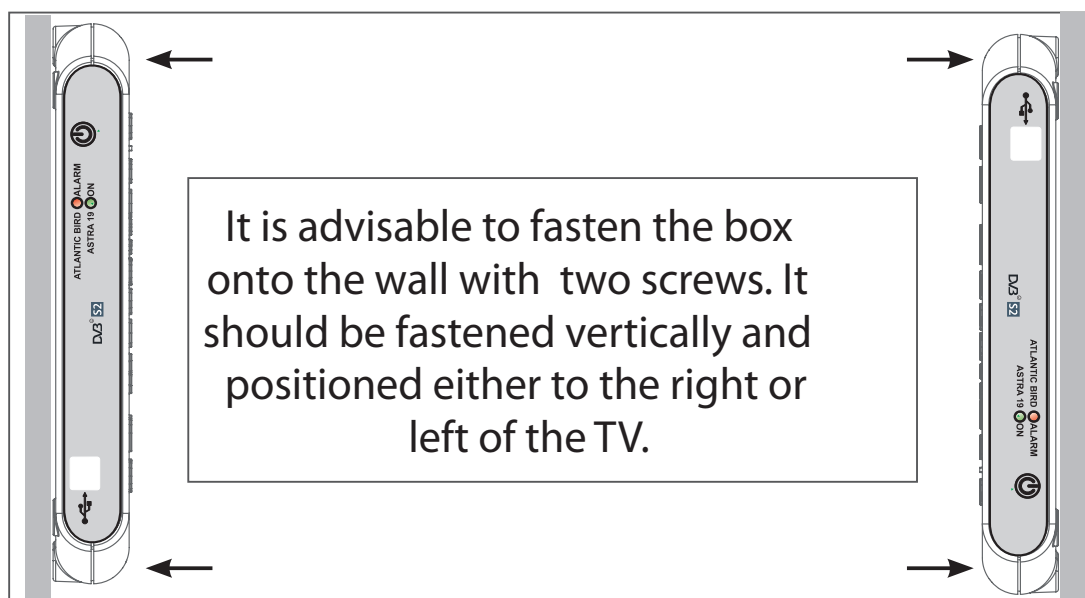 ATLANTIC BIRD ALARM
ASTRA 19 ON
DVB S2
It is advisable to fasten the box
onto the wall with  two screws. It
should be fastened vertically and
positioned either to the right or
left of the TV.
DVB S2
ATLANTIC BIRD ALARM
ASTRA 19 ON